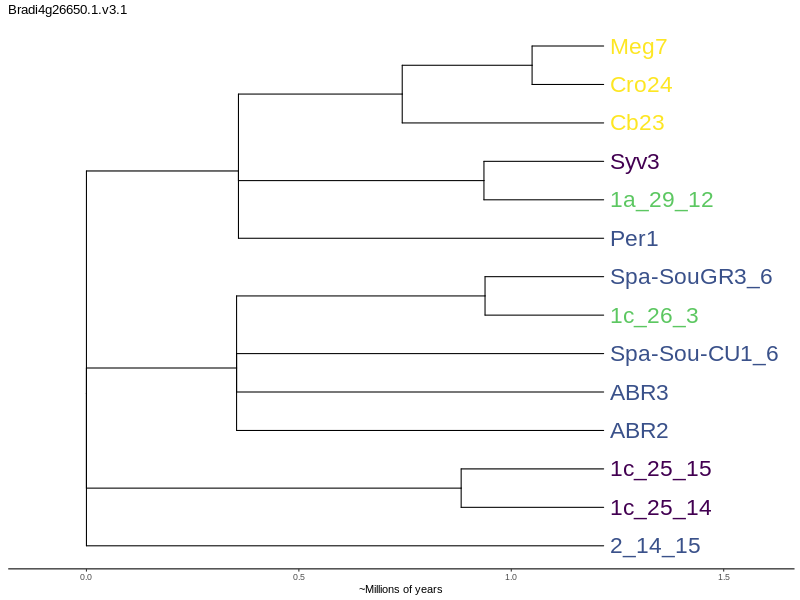 Bradi4g26650.1.v3.1
Meg7
Cro24
Cb23
Syv3
1a_29_12
Per1
Spa-SouGR3_6
1c_26_3
Spa-Sou-CU1_6
ABR3
ABR2
1c_25_15
1c_25_14
2_14_15
0.0 0.5 1.0 1.5
~Millions of years